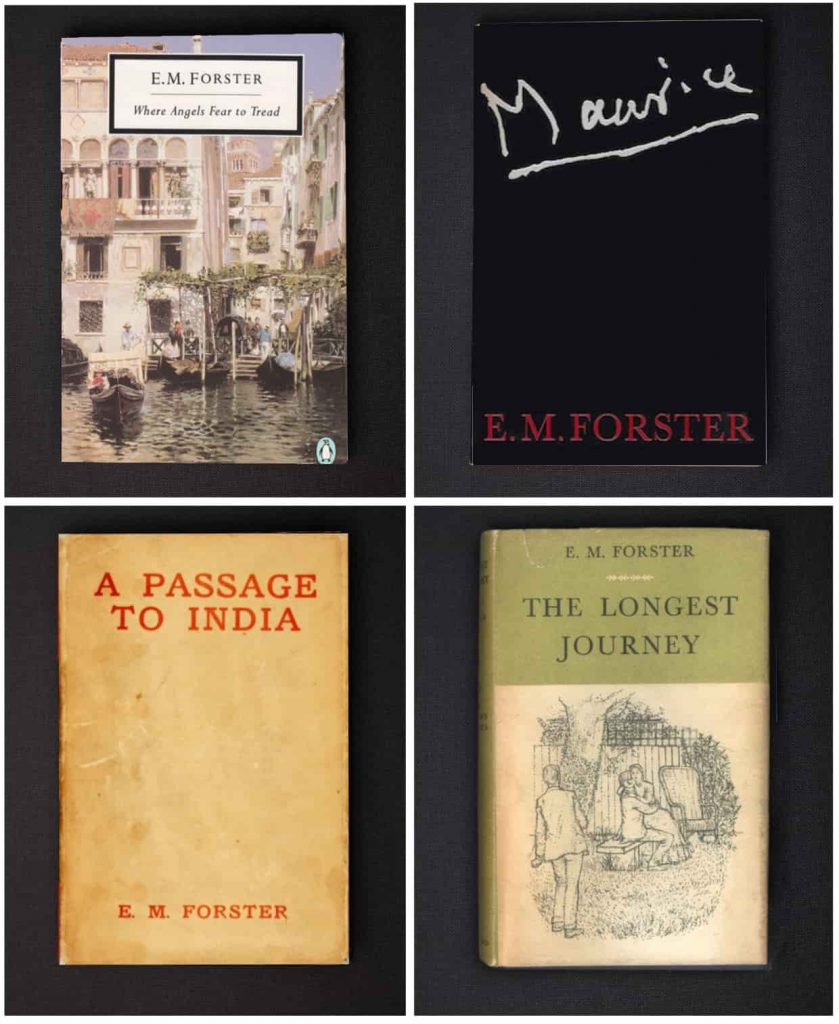 E.M. FORSTER
Where Angels Fear to Tread
Maurice
E.M.FORSTER
A PASSAGE
TO INDIA
E. M. FORSTER
E. M. FORSTER
THE LONGEST
JOURNEY